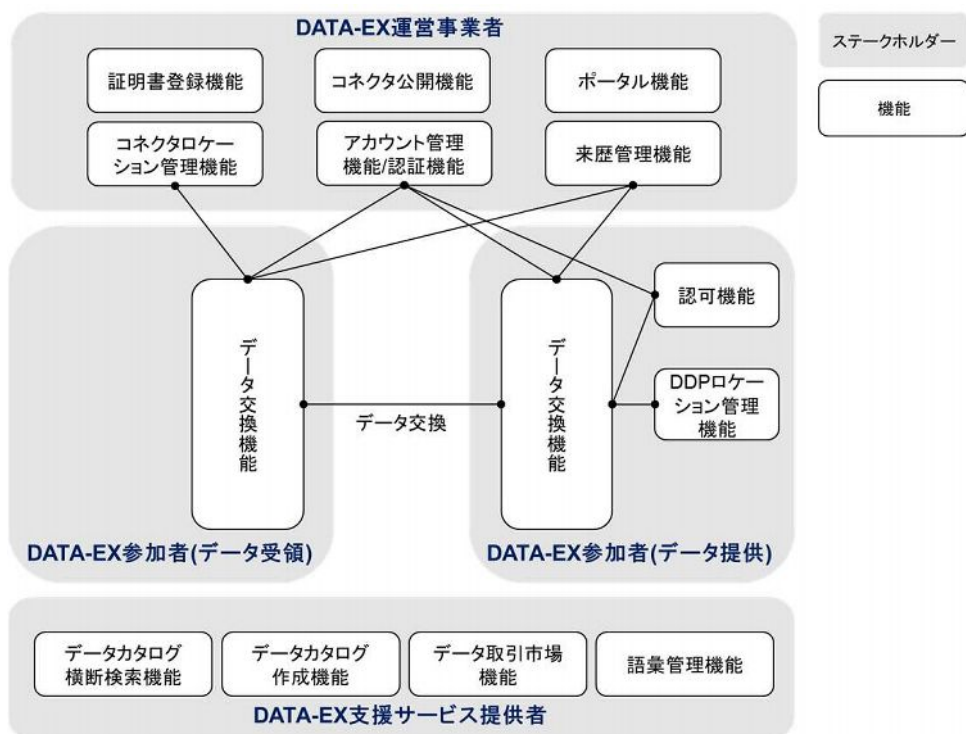 DATA-EX運営事業者
証明書登録機能
コネクタ公開機能
ポータル機能
コネクタロケー
ション管理機能
アカウント管理
機能/認証機能
来歴管理機能
ステークホルダー
機能
データ交換機能
データ交換
データ交換機能
認可機能
DDPロケー
ション管理
機能
DATA-EX参加者(データ受領)
DATA-EX参加者(データ提供)
データカタログ
横断検索機能
データカタログ
作成機能
データ取引市場
機能
語彙管理機能
DATA-EX支援サービス提供者